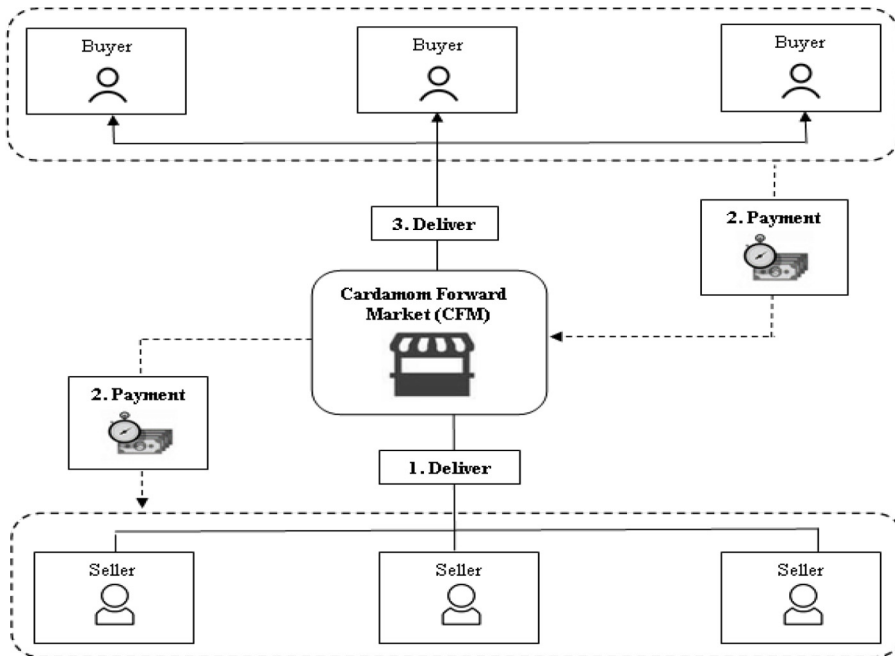 Buyer
Buyer
Buyer
2. Payment
3. Deliver
Cardamom Forward
Market (CFM)
2. Payment
1. Deliver
Seller
Seller
Seller